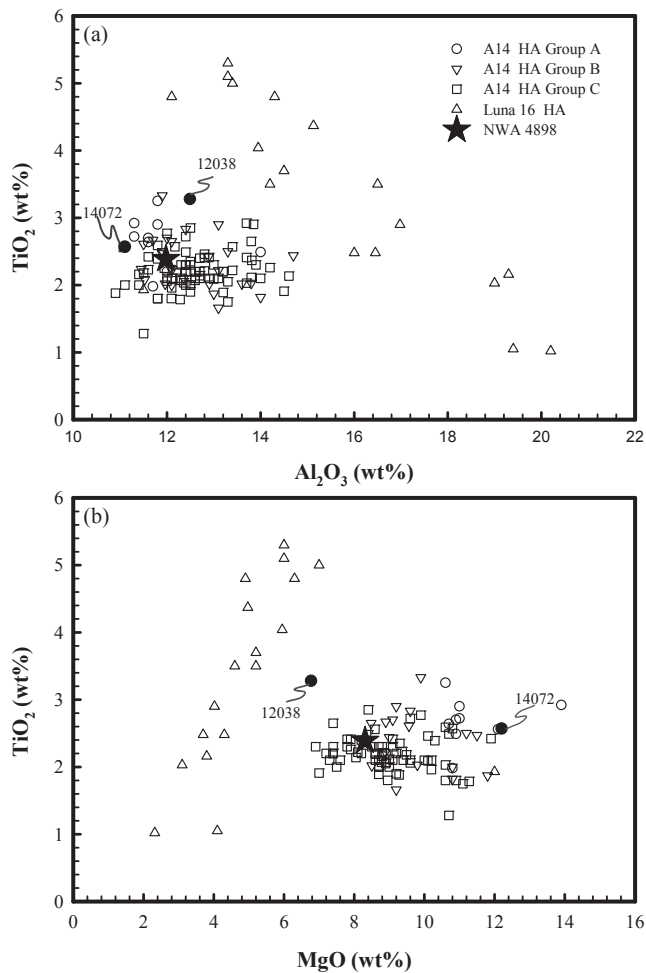 (a)
A14 HA Group A
A14 HA Group B
A14 HA Group C
Luna 16 HA
NWA 4898
12038
14072
TiO₂ (wt%)
6
5
4
3
2
1
0
10 12 14 16 18 20 22
Al₂O₃ (wt%)
(b)
12038
14072
TiO₂ (wt%)
6
5
4
3
2
1
0
0 2 4 6 8 10 12 14 16
MgO (wt%)